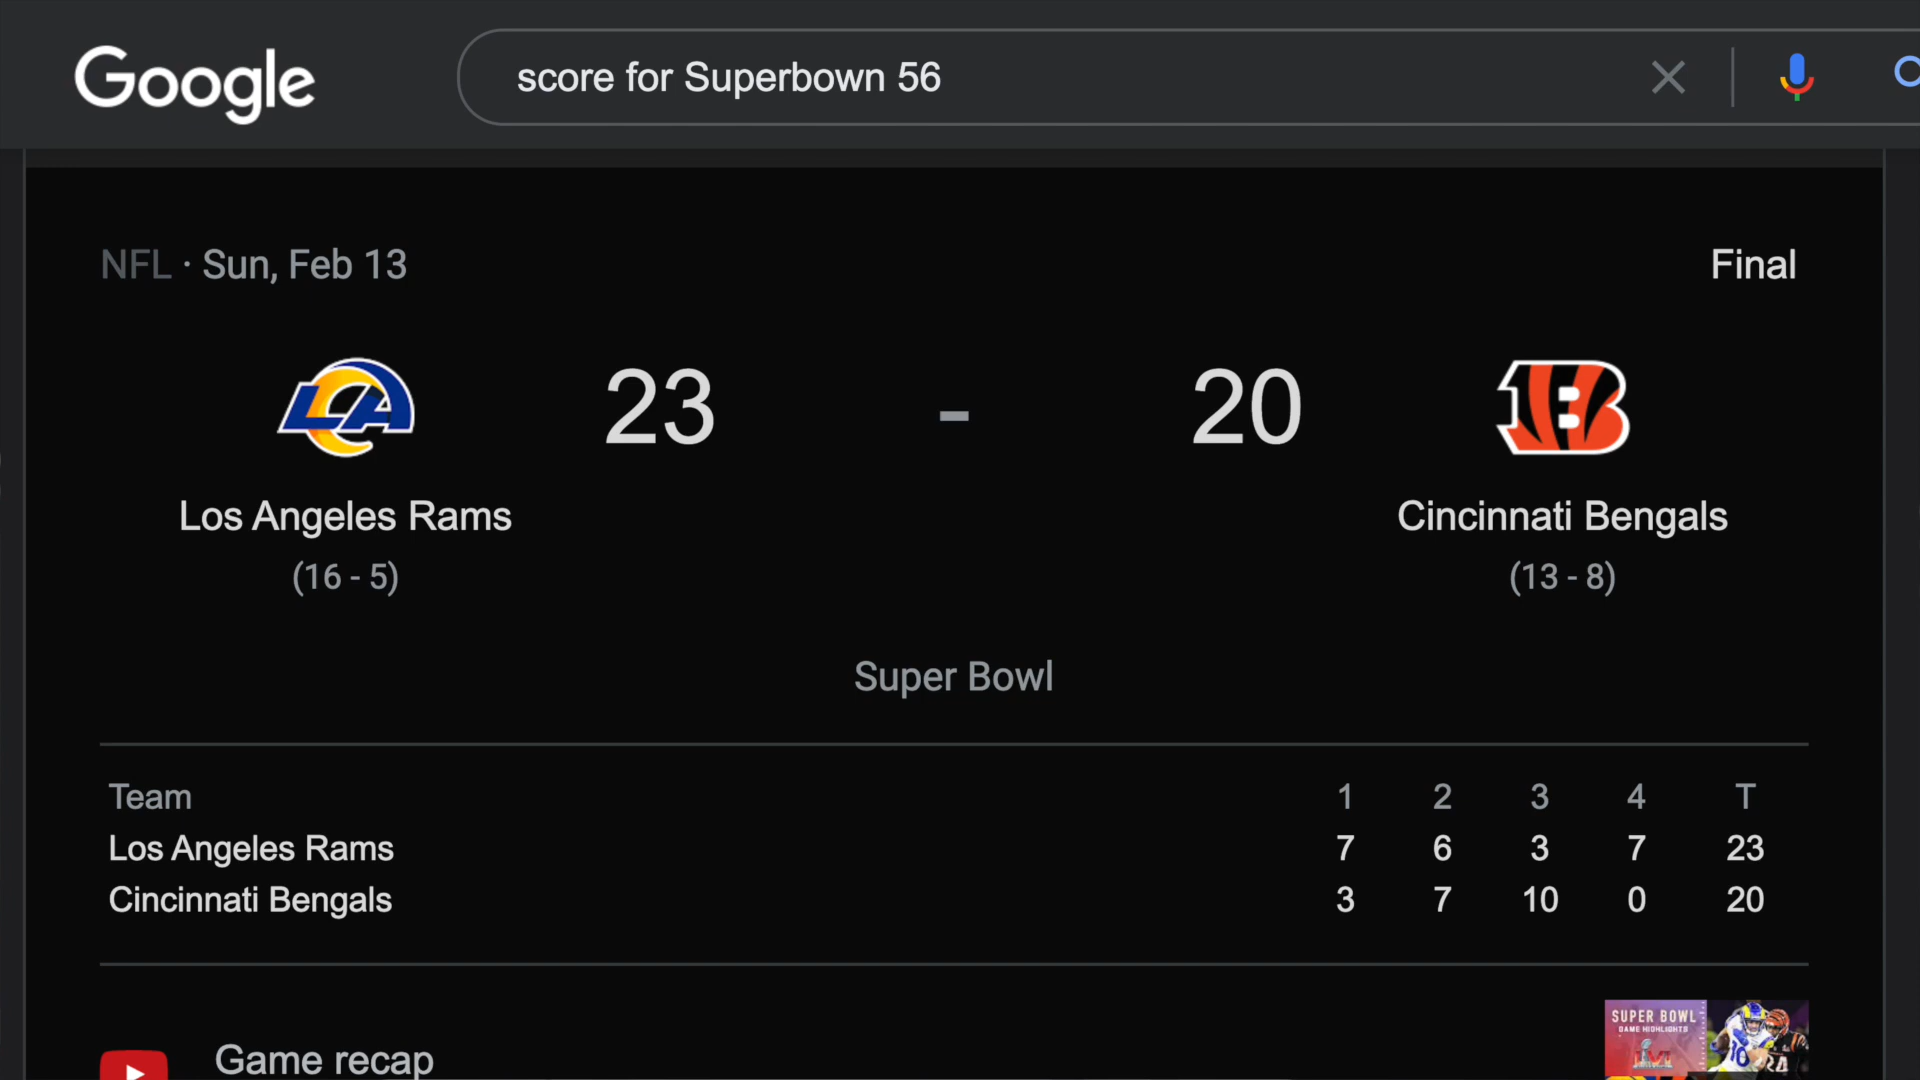 Google
score for Superbown 56
NFL · Sun, Feb 13
Final
23 - 20
Los Angeles Rams
Cincinnati Bengals
(16 - 5)
(13 - 8)
Super Bowl
Team 1 2 3 4 T
Los Angeles Rams 7 6 3 7 23
Cincinnati Bengals 3 7 10 0 20
SUPER BOWL
GAME HIGHLIGHTS
LVI
Game recap